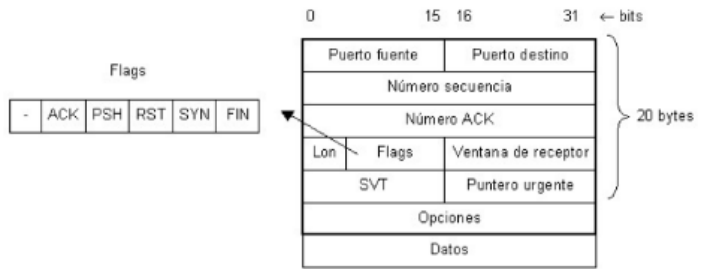 0 15 16 31 ← bits
Puerto fuente Puerto destino
Flags
Número secuencia
- ACK PSH RST SYN FIN
Número ACK
20 bytes
Lon Flags Ventana de receptor
SVT Puntero urgente
Opciones
Datos